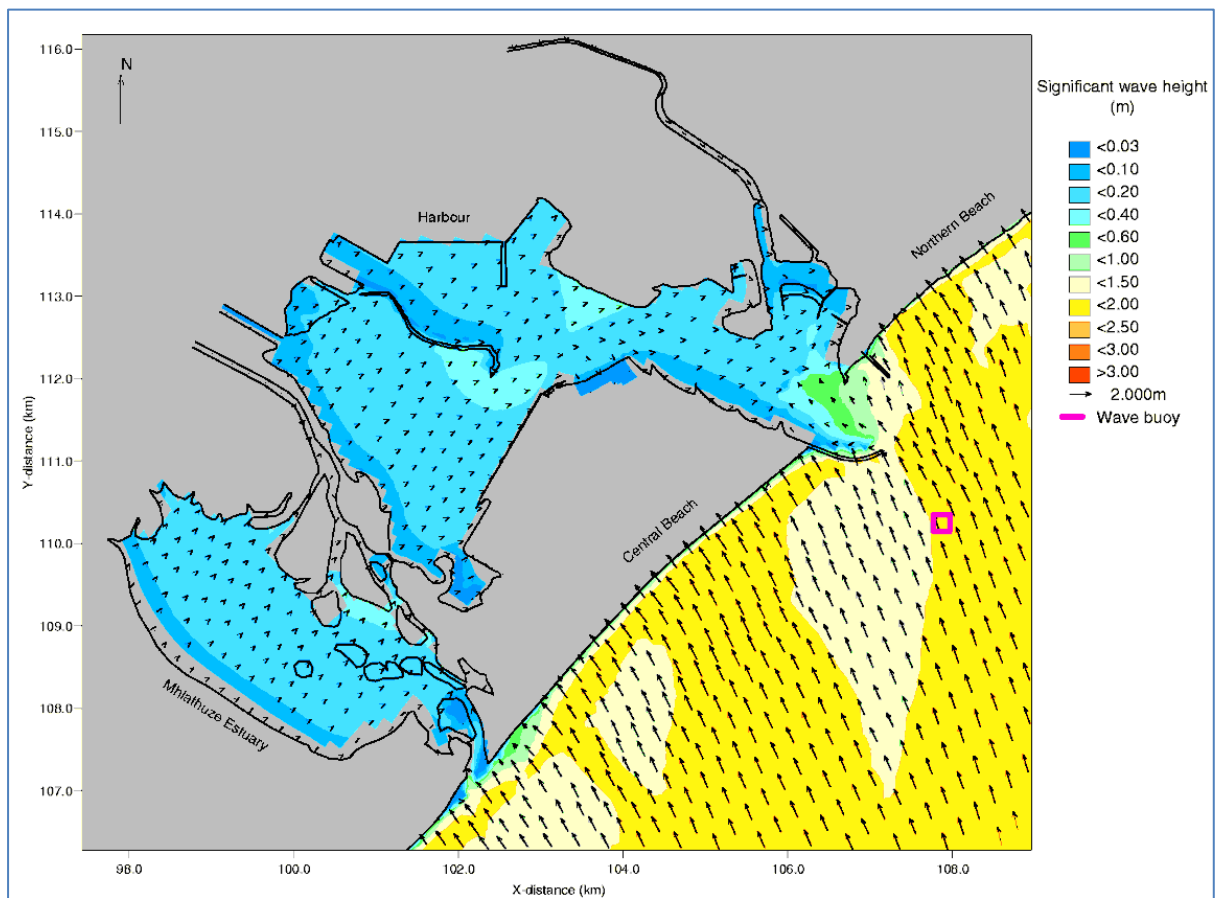 116.0
115.0
114.0
113.0
112.0
111.0
110.0
109.0
108.0
107.0
Y-distance (km)
N
Harbour
Northern Beach
Central Beach
Mhlathuze Estuary
98.0 100.0 102.0 104.0 106.0 108.0
X-distance (km)
Significant wave height
(m)
<0.03
<0.10
<0.20
<0.40
<0.60
<1.00
<1.50
<2.00
<2.50
<3.00
>3.00
2.000m
Wave buoy